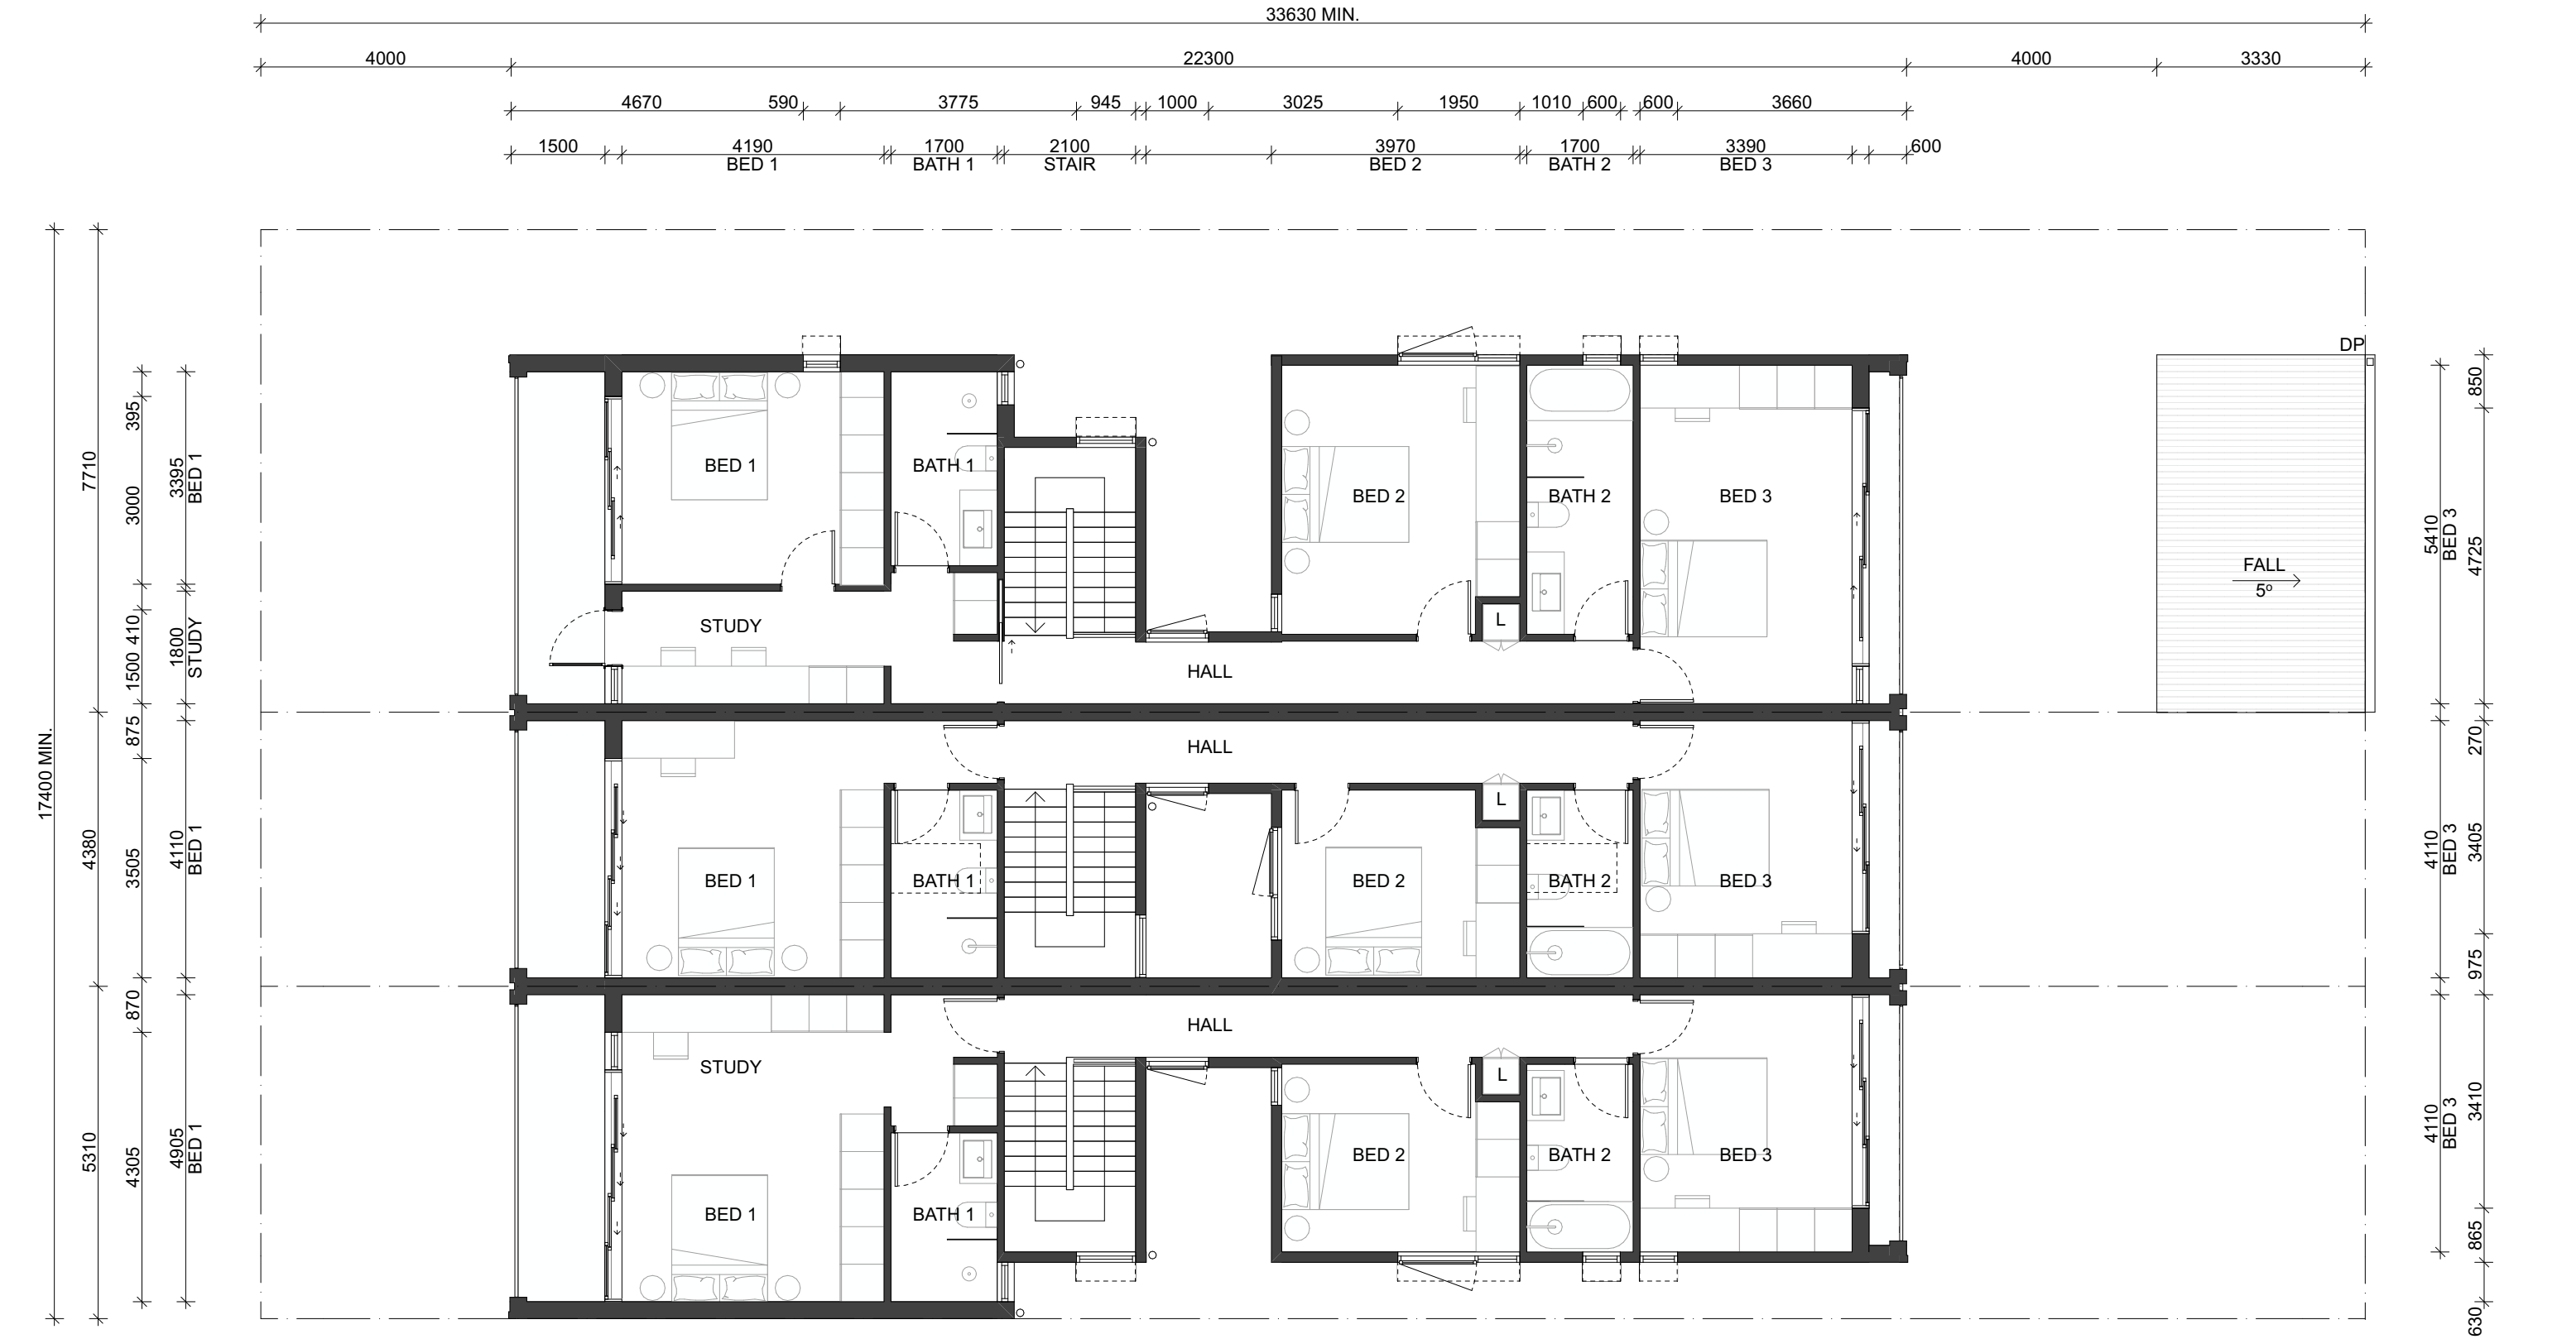 33630 MIN.
4000 22300 4000 3330
4670 590 3775 945 1000 3025 1950 1010 600 600 3660
1500 4190 1700 2100 3970 1700 3390 600
BED 1 BATH 1 STAIR BED 2 BATH 2 BED 3
17400 MIN.
7710
4380
5310
395
3000
410
1500
875
3505
870
4305
3395
BED 1
1800
STUDY
4110
BED 1
4905
BED 1
BED 1
BATH 1
BED 2
BATH 2
BED 3
STUDY
L
HALL
HALL
L
BED 1
BATH 1
BED 2
BATH 2
BED 3
HALL
STUDY
L
BED 2
BATH 2
BED 3
BED 1
BATH 1
DP
FALL
5º
5410
BED 3
4110
BED 3
4110
BED 3
850
4725
270
3405
975
3410
865
630